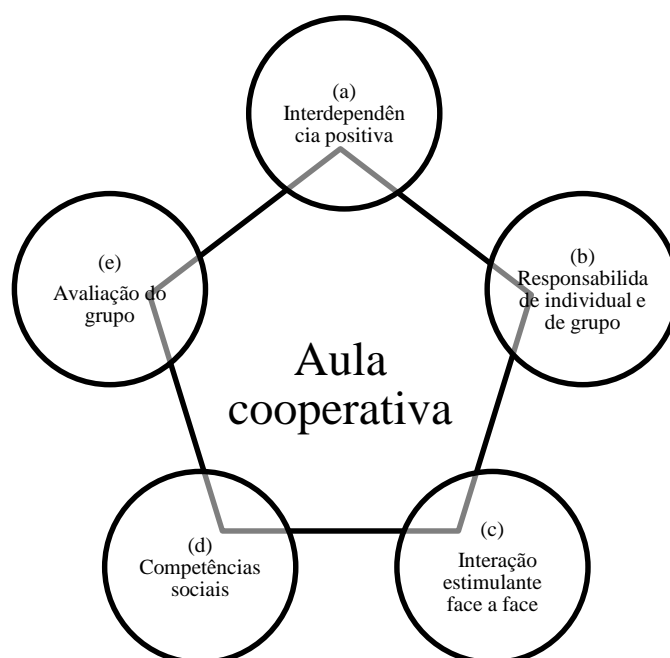 (a)
Interdependên
cia positiva
(b)
Responsabilida
de individual e
de grupo
(c)
Interação
estimulante
face a face
(d)
Competências
sociais
(e)
Avaliação do
grupo
Aula
cooperativa